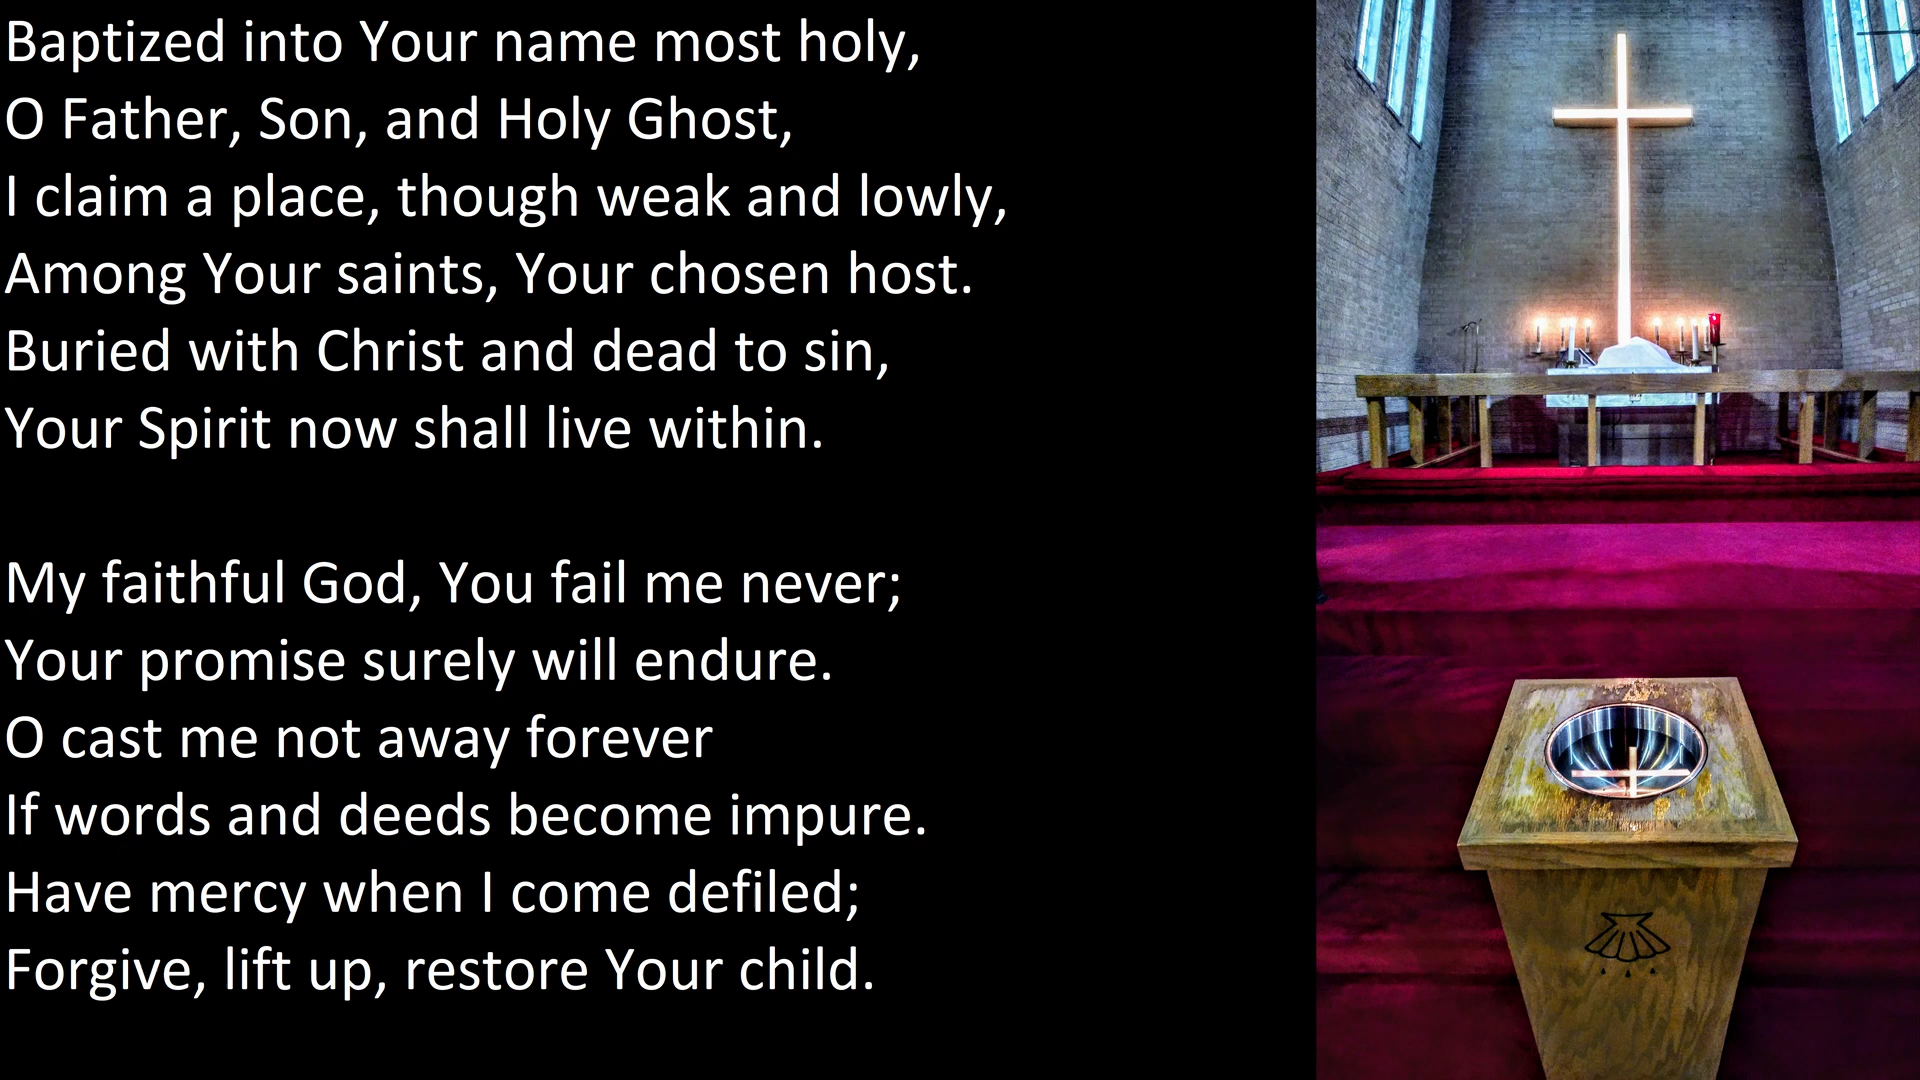 Baptized into Your name most holy,
O Father, Son, and Holy Ghost,
I claim a place, though weak and lowly,
Among Your saints, Your chosen host.
Buried with Christ and dead to sin,
Your Spirit now shall live within.
My faithful God, You fail me never;
Your promise surely will endure.
O cast me not away forever
If words and deeds become impure.
Have mercy when I come defiled;
Forgive, lift up, restore Your child.